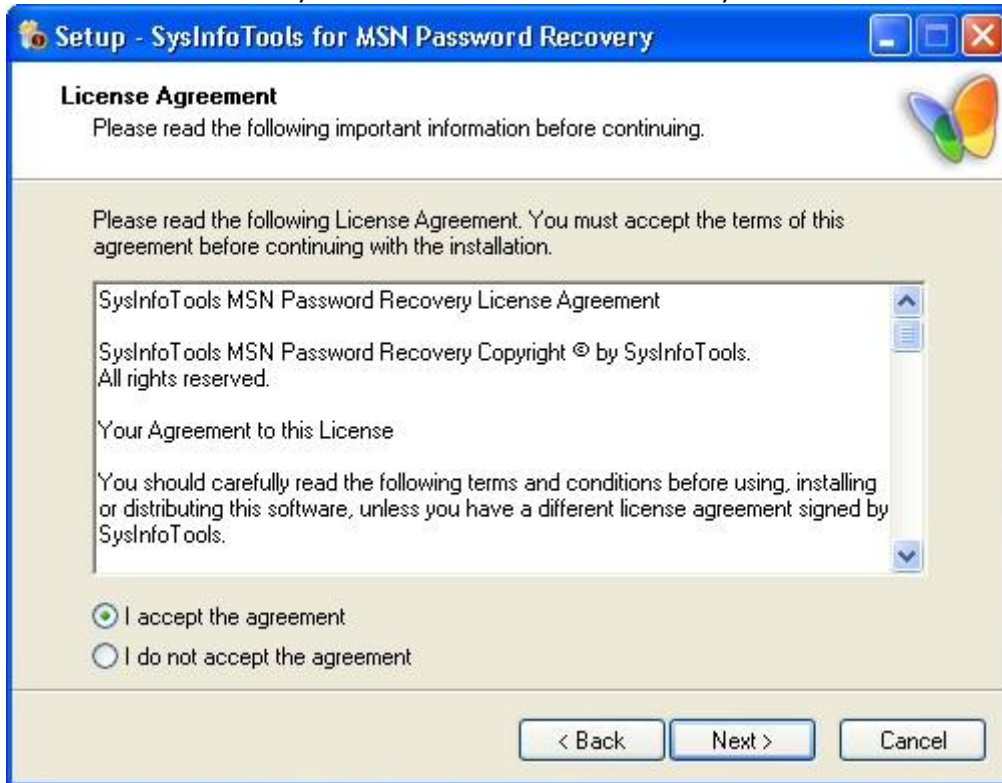 Setup - SysInfoTools for MSN Password Recovery
License Agreement
Please read the following important information before continuing.
Please read the following License Agreement. You must accept the terms of this
agreement before continuing with the installation.
SysInfoTools MSN Password Recovery License Agreement
SysInfoTools MSN Password Recovery Copyright © by SysInfoTools.
All rights reserved.
Your Agreement to this License
You should carefully read the following terms and conditions before using, installing
or distributing this software, unless you have a different license agreement signed by
SysInfoTools.
I accept the agreement
I do not accept the agreement
< Back Next > Cancel